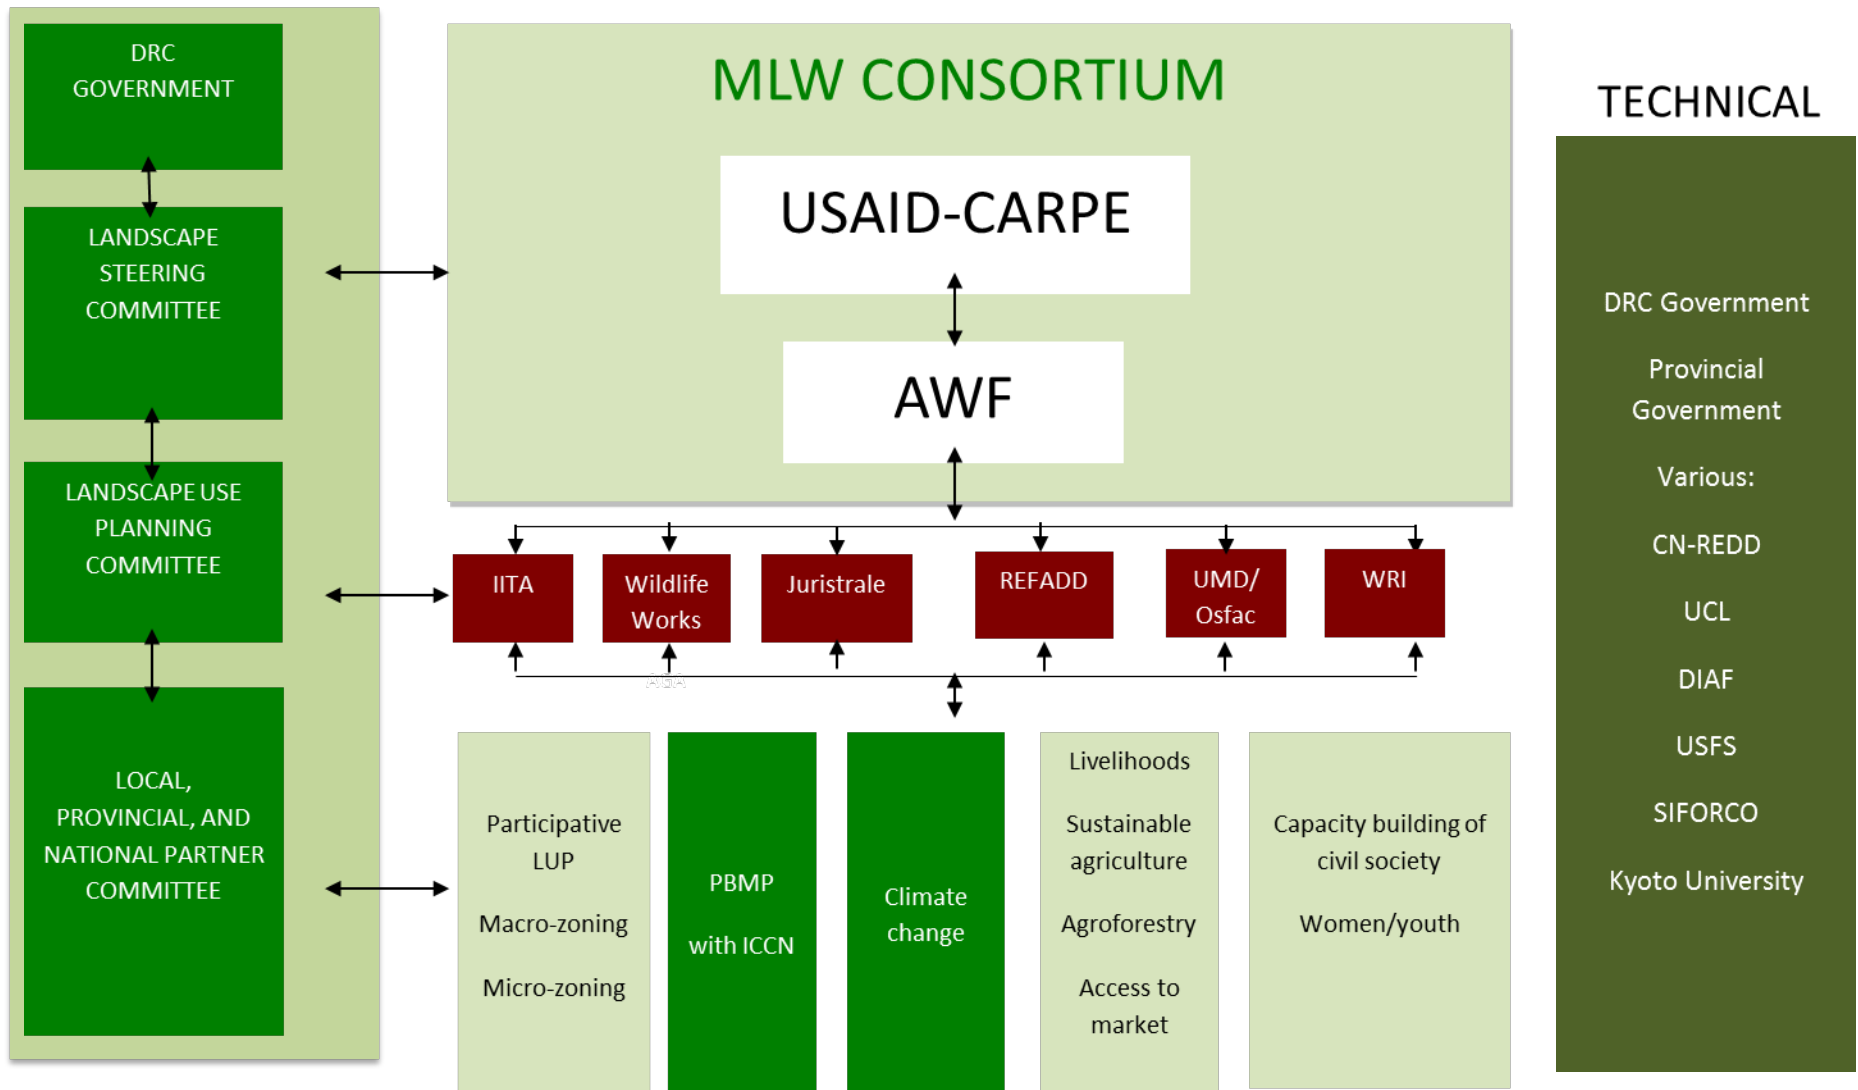 DRC
GOVERNMENT
LANDSCAPE
STEERING
COMMITTEE
LANDSCAPE USE
PLANNING
COMMITTEE
LOCAL,
PROVINCIAL, AND
NATIONAL PARTNER
COMMITTEE
MLW CONSORTIUM
USAID-CARPE
AWF
IITA
Wildlife
Works
Juristrale
REFADD
UMD/
Osfac
WRI
AGA
Participative
LUP
Macro-zoning
Micro-zoning
PBMP
with ICCN
Climate
change
Livelihoods
Sustainable
agriculture
Agroforestry
Access to
market
Capacity building of
civil society
Women/youth
TECHNICAL
DRC Government
Provincial
Government
Various:
CN-REDD
UCL
DIAF
USFS
SIFORCO
Kyoto University